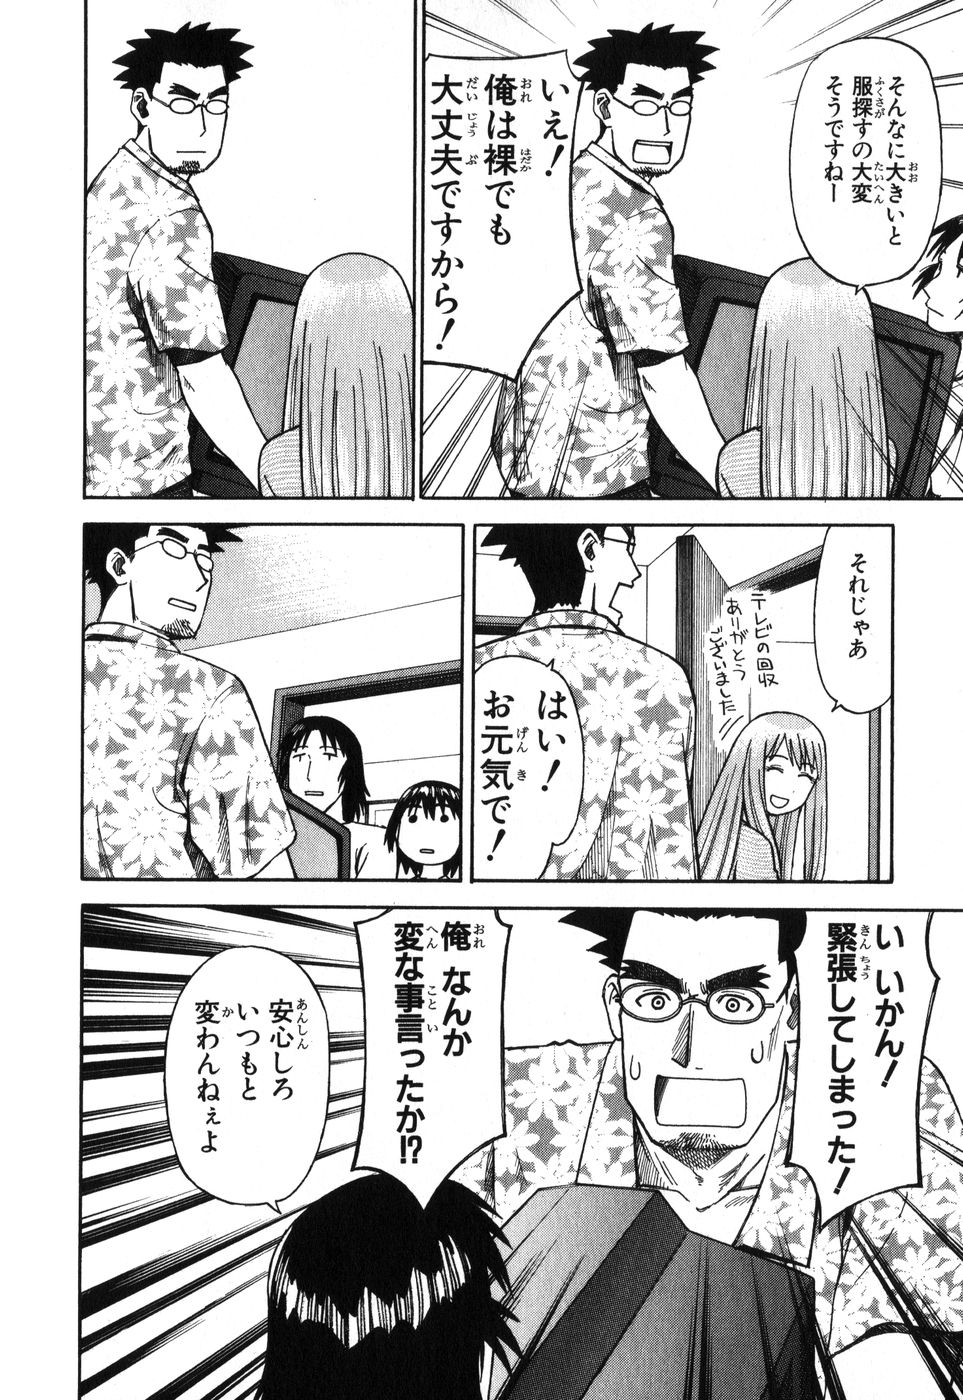 そんなに大きいと
服探すの大変
そうですねー
いえ！
俺は裸でも
大丈夫ですから！
それじゃあ
テレビの回収
ありがとう
ございました
はい！
お元気で！
い いかん！
緊張してしまった！
俺 なんか
変な事言ったか!?
安心しろ
いつもと
変わんねぇよ